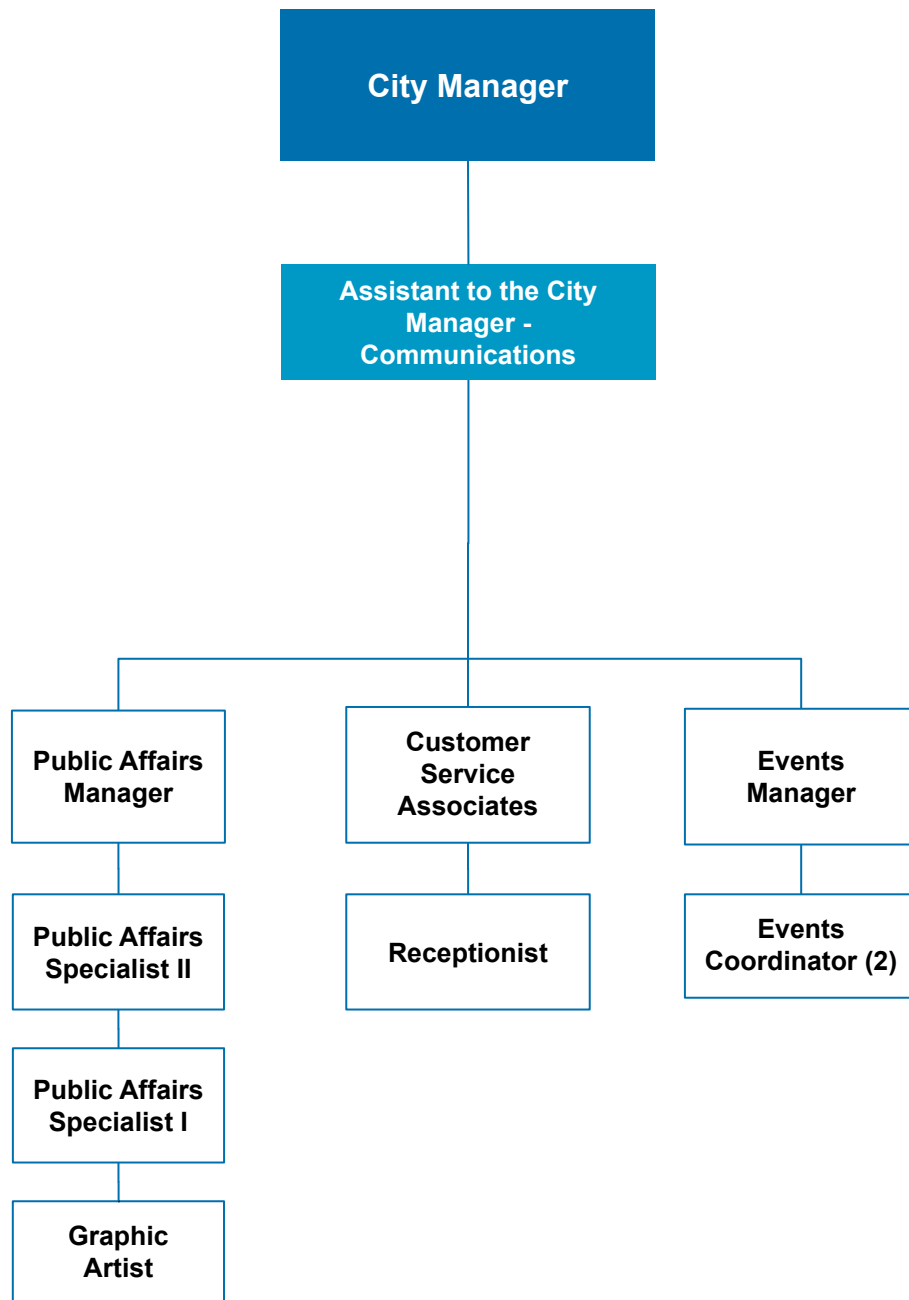 City Manager
Assistant to the City
Manager -
Communications
Public Affairs
Manager
Customer
Service
Associates
Events
Manager
Public Affairs
Specialist II
Receptionist
Events
Coordinator (2)
Public Affairs
Specialist I
Graphic
Artist